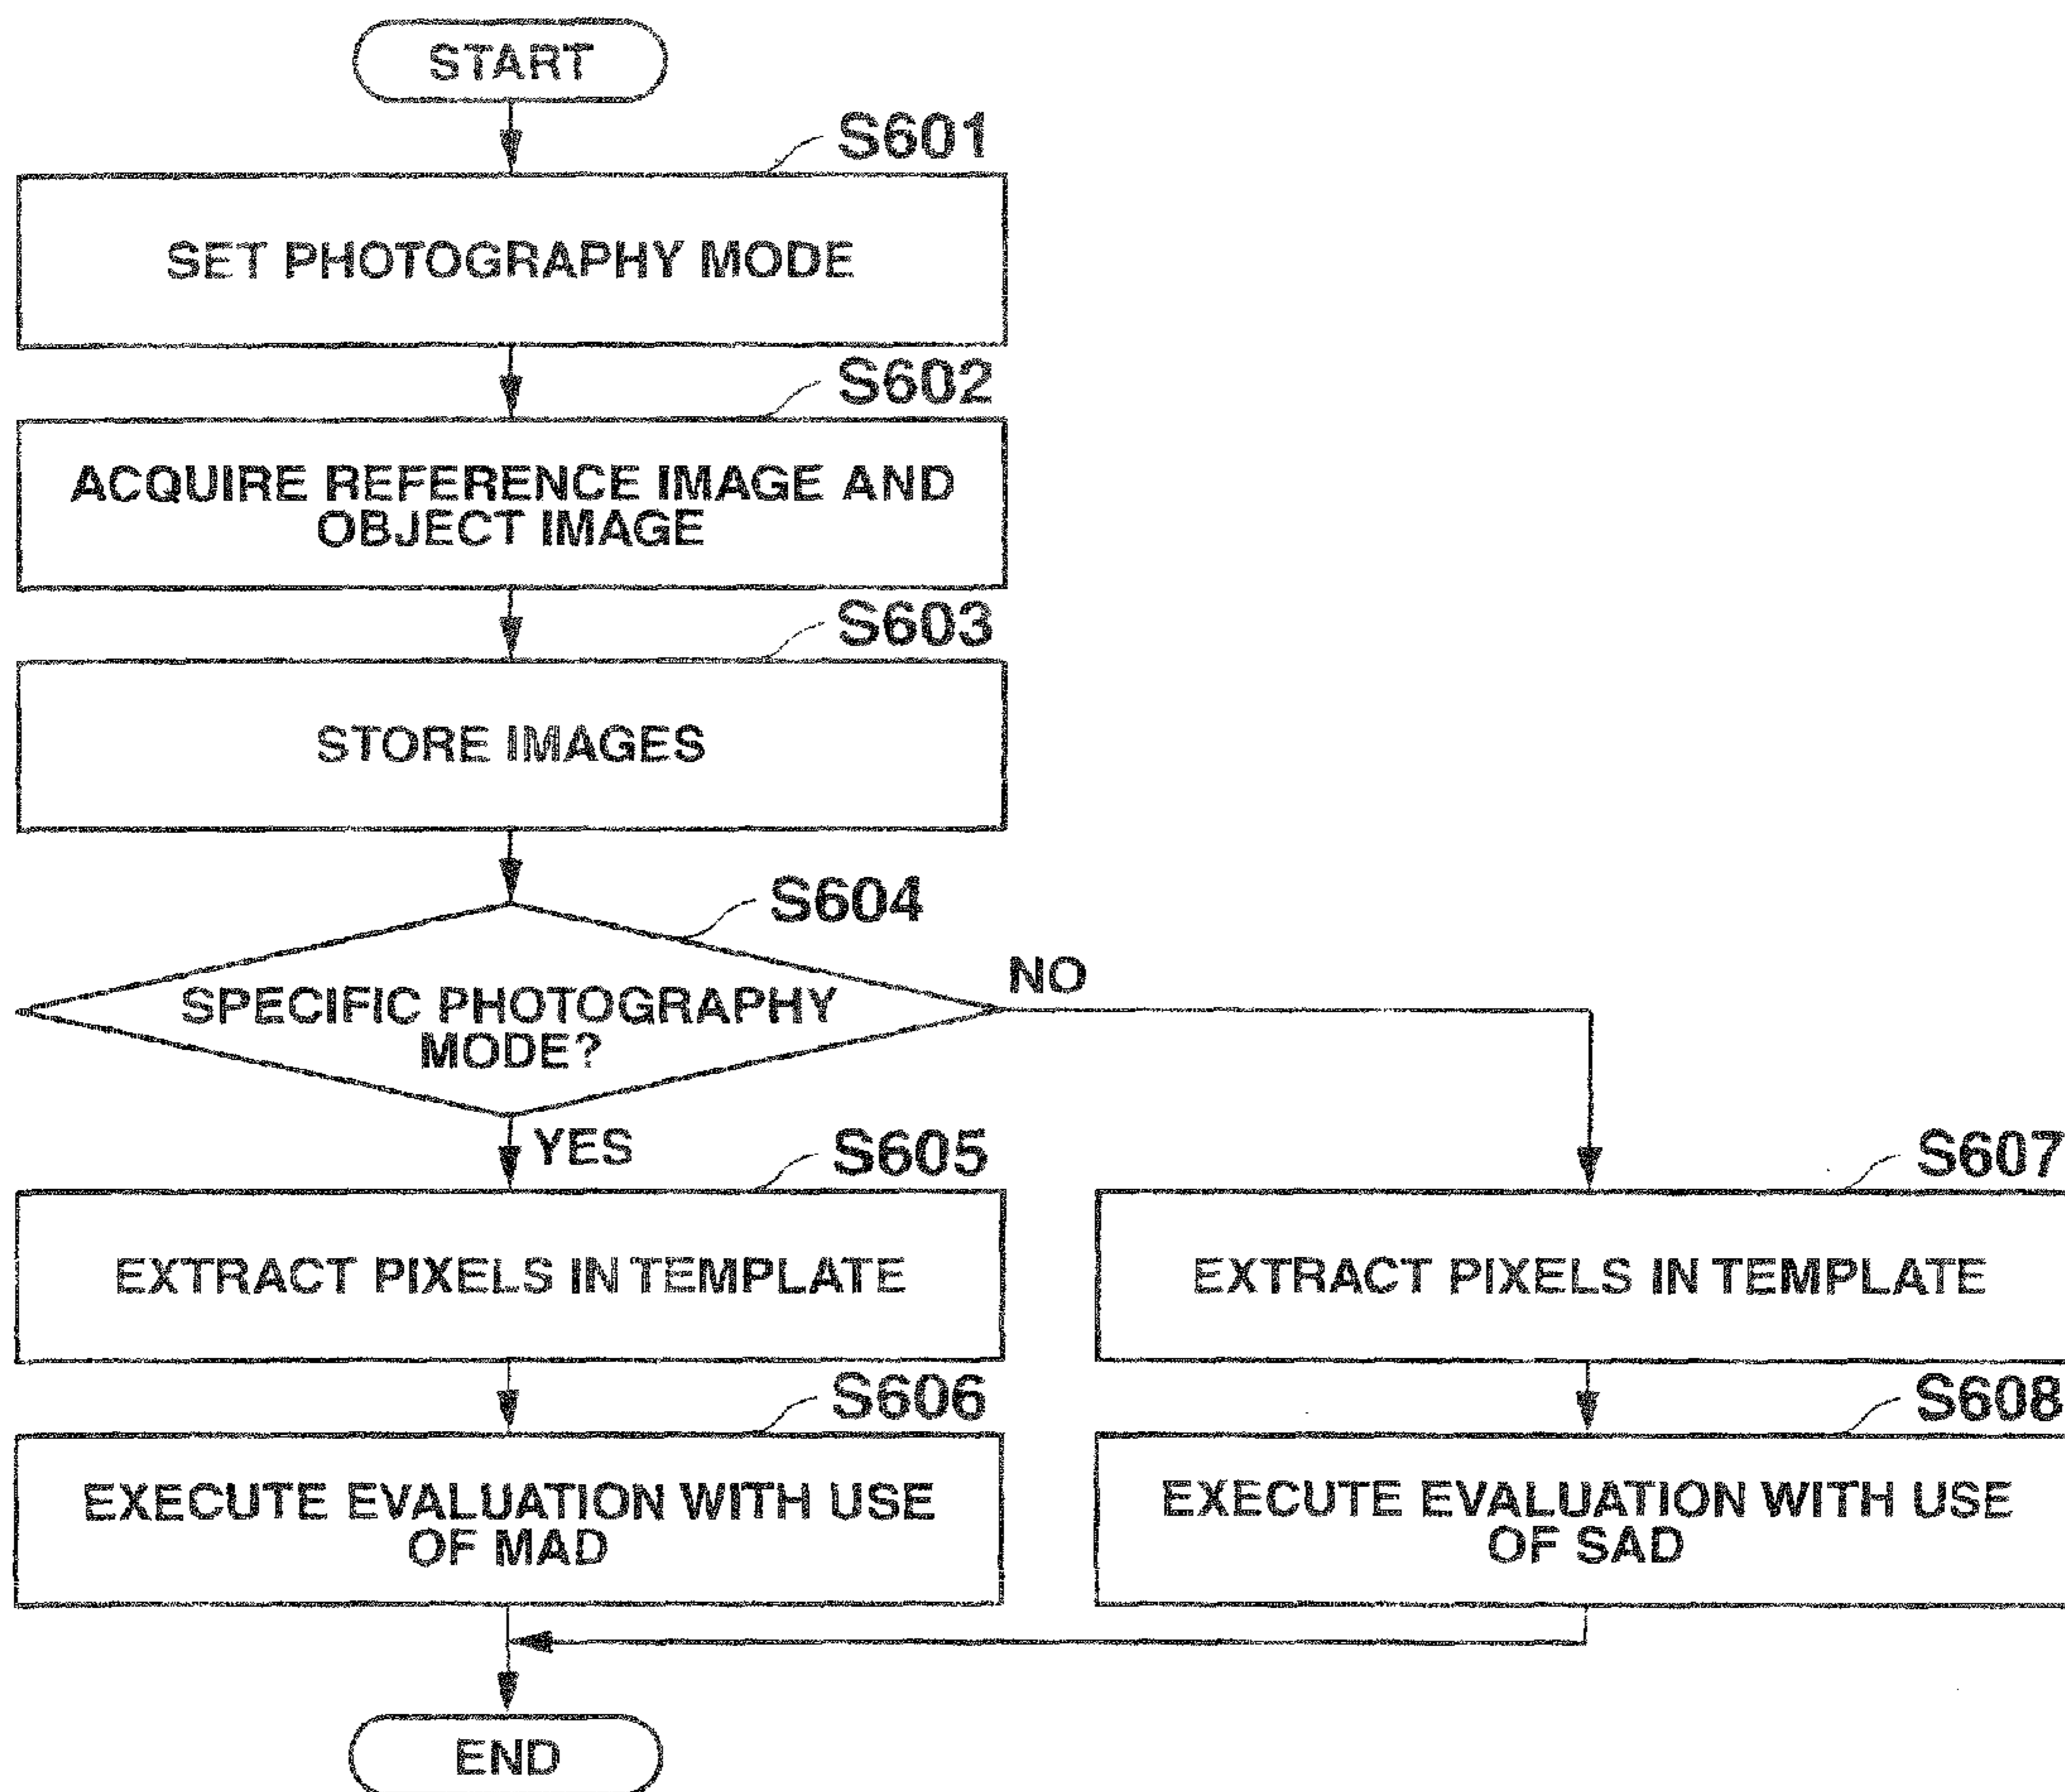 START
S601
SET PHOTOGRAPHY MODE
S602
ACQUIRE REFERENCE IMAGE AND
OBJECT IMAGE
S603
STORE IMAGES
S604
SPECIFIC PHOTOGRAPHY
MODE?
NO
YES
S605
EXTRACT PIXELS IN TEMPLATE
S607
EXTRACT PIXELS IN TEMPLATE
S606
EXECUTE EVALUATION WITH USE
OF MAD
S608
EXECUTE EVALUATION WITH USE
OF SAD
END